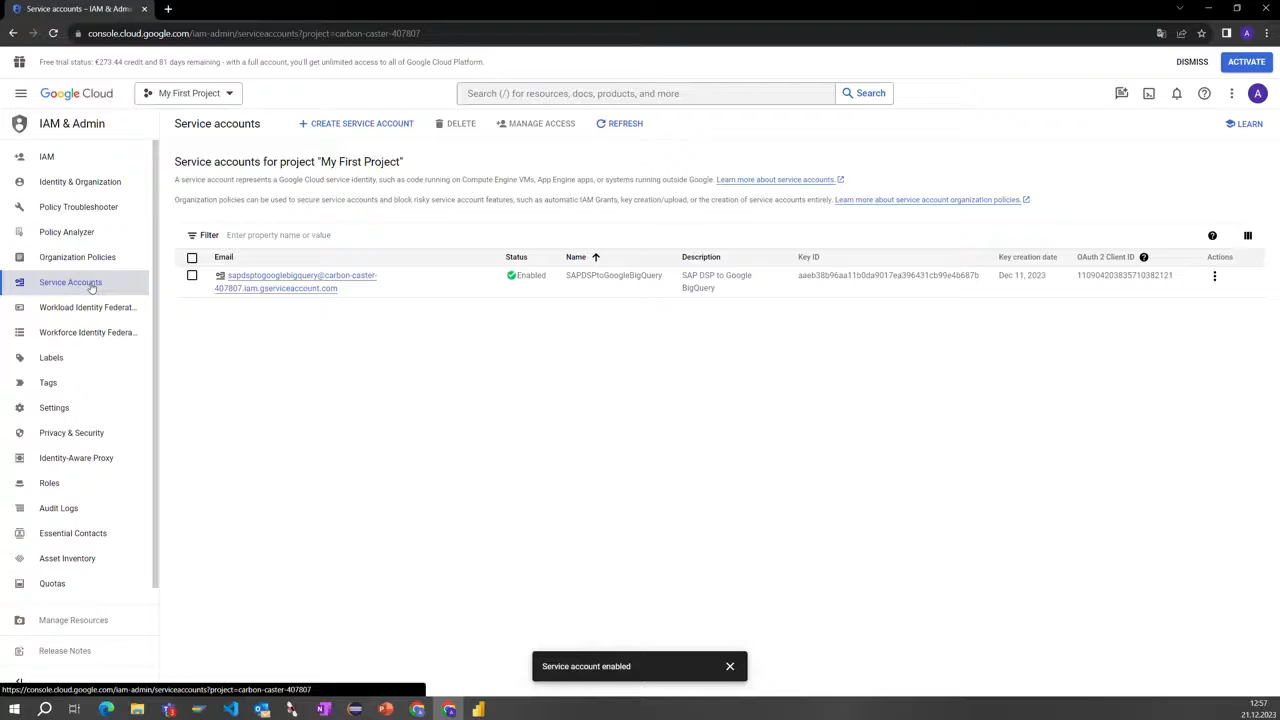 Service accounts – IAM & Admi
console.cloud.google.com/iam-admin/serviceaccounts?project=carbon-caster-407807
A
Free trial status: €273.44 credit and 81 days remaining - with a full account, you'll get unlimited access to all of Google Cloud Platform.
DISMISS
ACTIVATE
Google Cloud
My First Project
Search (/) for resources, docs, products, and more
Search
A
IAM & Admin
Service accounts
CREATE SERVICE ACCOUNT
DELETE
MANAGE ACCESS
REFRESH
LEARN
IAM
Identity & Organization
Policy Troubleshooter
Policy Analyzer
Organization Policies
Service Accounts
Workload Identity Federat...
Workforce Identity Federa...
Labels
Tags
Settings
Privacy & Security
Identity-Aware Proxy
Roles
Audit Logs
Essential Contacts
Asset Inventory
Quotas
Manage Resources
Release Notes
Service accounts for project "My First Project"
A service account represents a Google Cloud service identity, such as code running on Compute Engine VMs, App Engine apps, or systems running outside Google. Learn more about service accounts.
Organization policies can be used to secure service accounts and block risky service account features, such as automatic IAM Grants, key creation/upload, or the creation of service accounts entirely. Learn more about service account organization policies.
Filter Enter property name or value
Email Status Name Description Key ID Key creation date OAuth 2 Client ID Actions
sapdsptogooglebigquery@carbon-caster- Enabled SAPDSPtoGoogleBigQuery SAP DSP to Google aaeb38b96aa11b0da9017ea396431cb99e4b687b Dec 11, 2023 110904203835710382121
407807.iam.gserviceaccount.com BigQuery
Service account enabled
https://console.cloud.google.com/iam-admin/serviceaccounts?project=carbon-caster-407807
12:57
21.12.2023